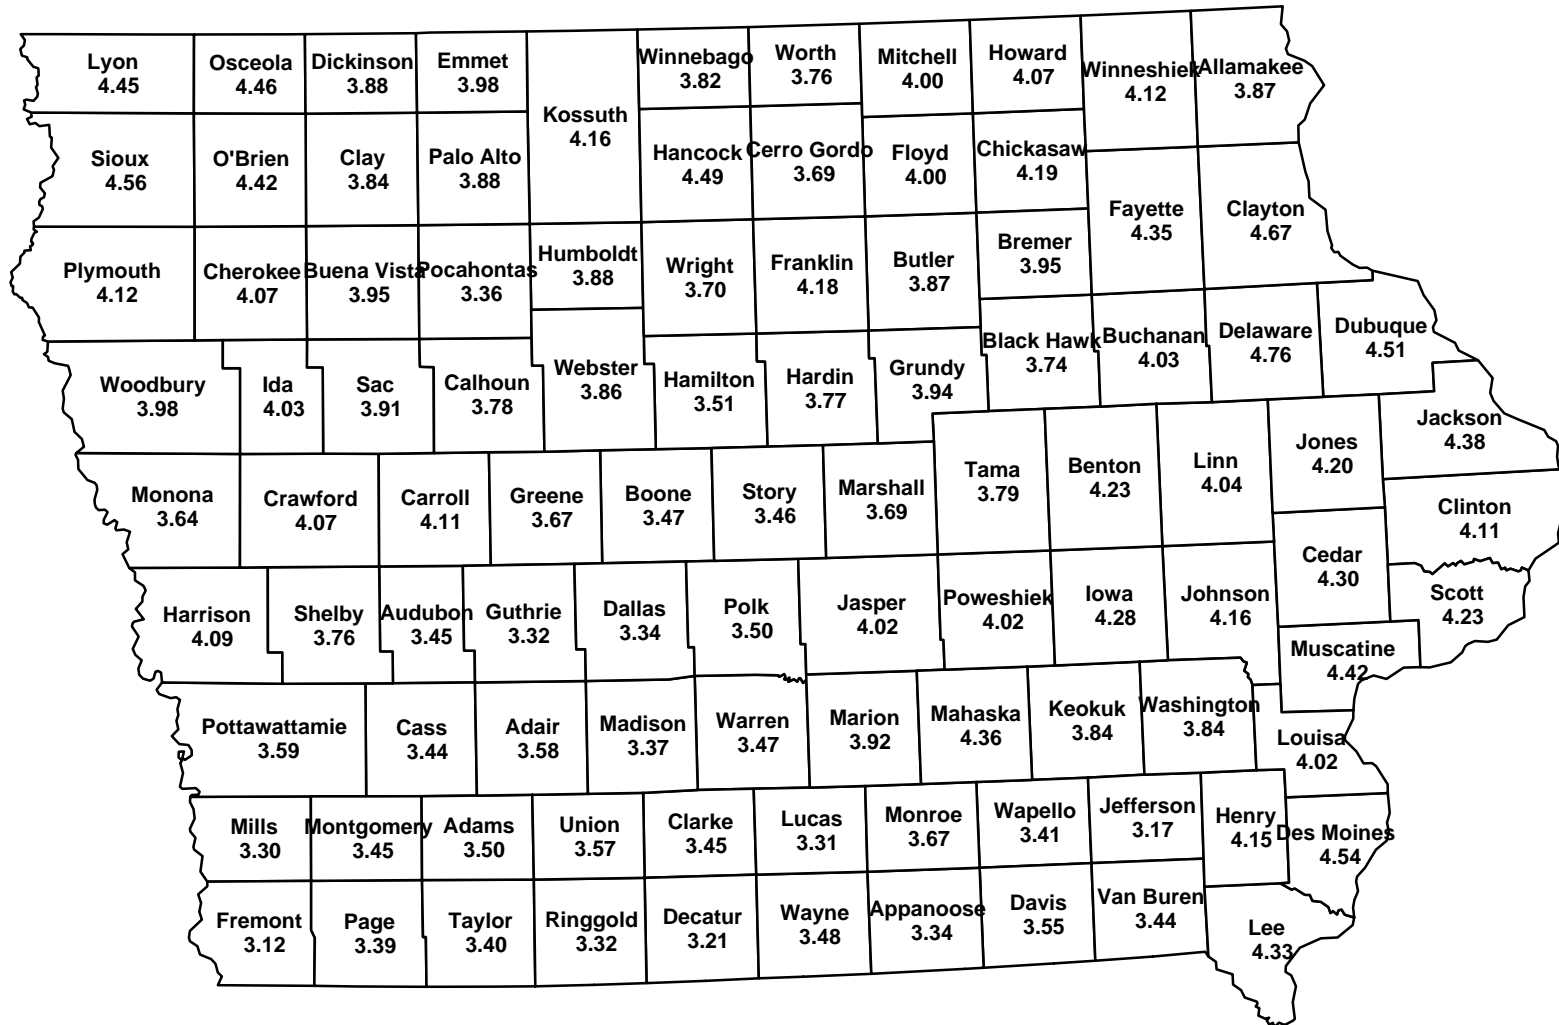 Lyon
4.45
Osceola
4.46
Dickinson
3.88
Emmet
3.98
Kossuth
4.16
Winnebago
3.82
Worth
3.76
Mitchell
4.00
Howard
4.07
Winneshiek
4.12
Allamakee
3.87
Sioux
4.56
O'Brien
4.42
Clay
3.84
Palo Alto
3.88
Hancock
4.49
Cerro Gordo
3.69
Floyd
4.00
Chickasaw
4.19
Fayette
4.35
Clayton
4.67
Plymouth
4.12
Cherokee
4.07
Buena Vista
3.95
Pocahontas
3.36
Humboldt
3.88
Wright
3.70
Franklin
4.18
Butler
3.87
Bremer
3.95
Black Hawk
3.74
Buchanan
4.03
Delaware
4.76
Dubuque
4.51
Woodbury
3.98
Ida
4.03
Sac
3.91
Calhoun
3.78
Webster
3.86
Hamilton
3.51
Hardin
3.77
Grundy
3.94
Jackson
4.38
Monona
3.64
Crawford
4.07
Carroll
4.11
Greene
3.67
Boone
3.47
Story
3.46
Marshall
3.69
Tama
3.79
Benton
4.23
Linn
4.04
Jones
4.20
Clinton
4.11
Harrison
4.09
Shelby
3.76
Audubon
3.45
Guthrie
3.32
Dallas
3.34
Polk
3.50
Jasper
4.02
Poweshiek
4.02
Iowa
4.28
Johnson
4.16
Cedar
4.30
Scott
4.23
Muscatine
4.42
Pottawattamie
3.59
Cass
3.44
Adair
3.58
Madison
3.37
Warren
3.47
Marion
3.92
Mahaska
4.36
Keokuk
3.84
Washington
3.84
Louisa
4.02
Mills
3.30
Montgomery
3.45
Adams
3.50
Union
3.57
Clarke
3.45
Lucas
3.31
Monroe
3.67
Wapello
3.41
Jefferson
3.17
Henry
4.15
Des Moines
4.54
Fremont
3.12
Page
3.39
Taylor
3.40
Ringgold
3.32
Decatur
3.21
Wayne
3.48
Appanoose
3.34
Davis
3.55
Van Buren
3.44
Lee
4.33